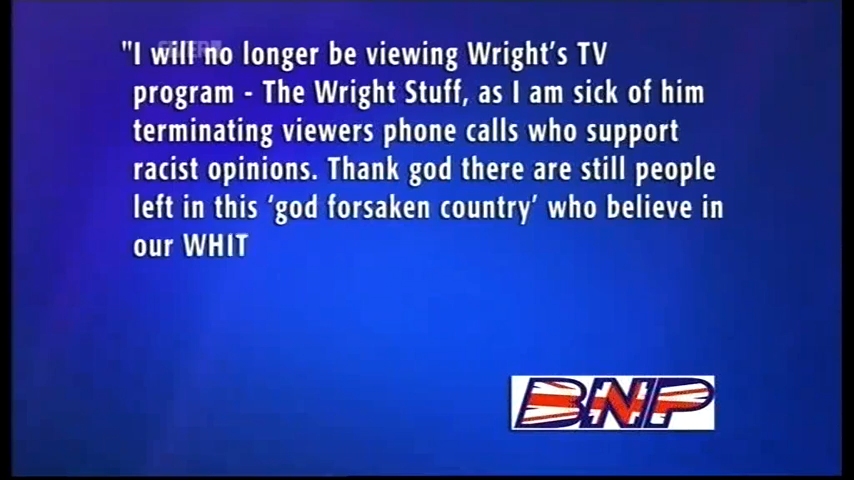 "I will no longer be viewing Wright's TV
program - The Wright Stuff, as I am sick of him
terminating viewers phone calls who support
racist opinions. Thank god there are still people
left in this 'god forsaken country' who believe in
our WHIT
BNP